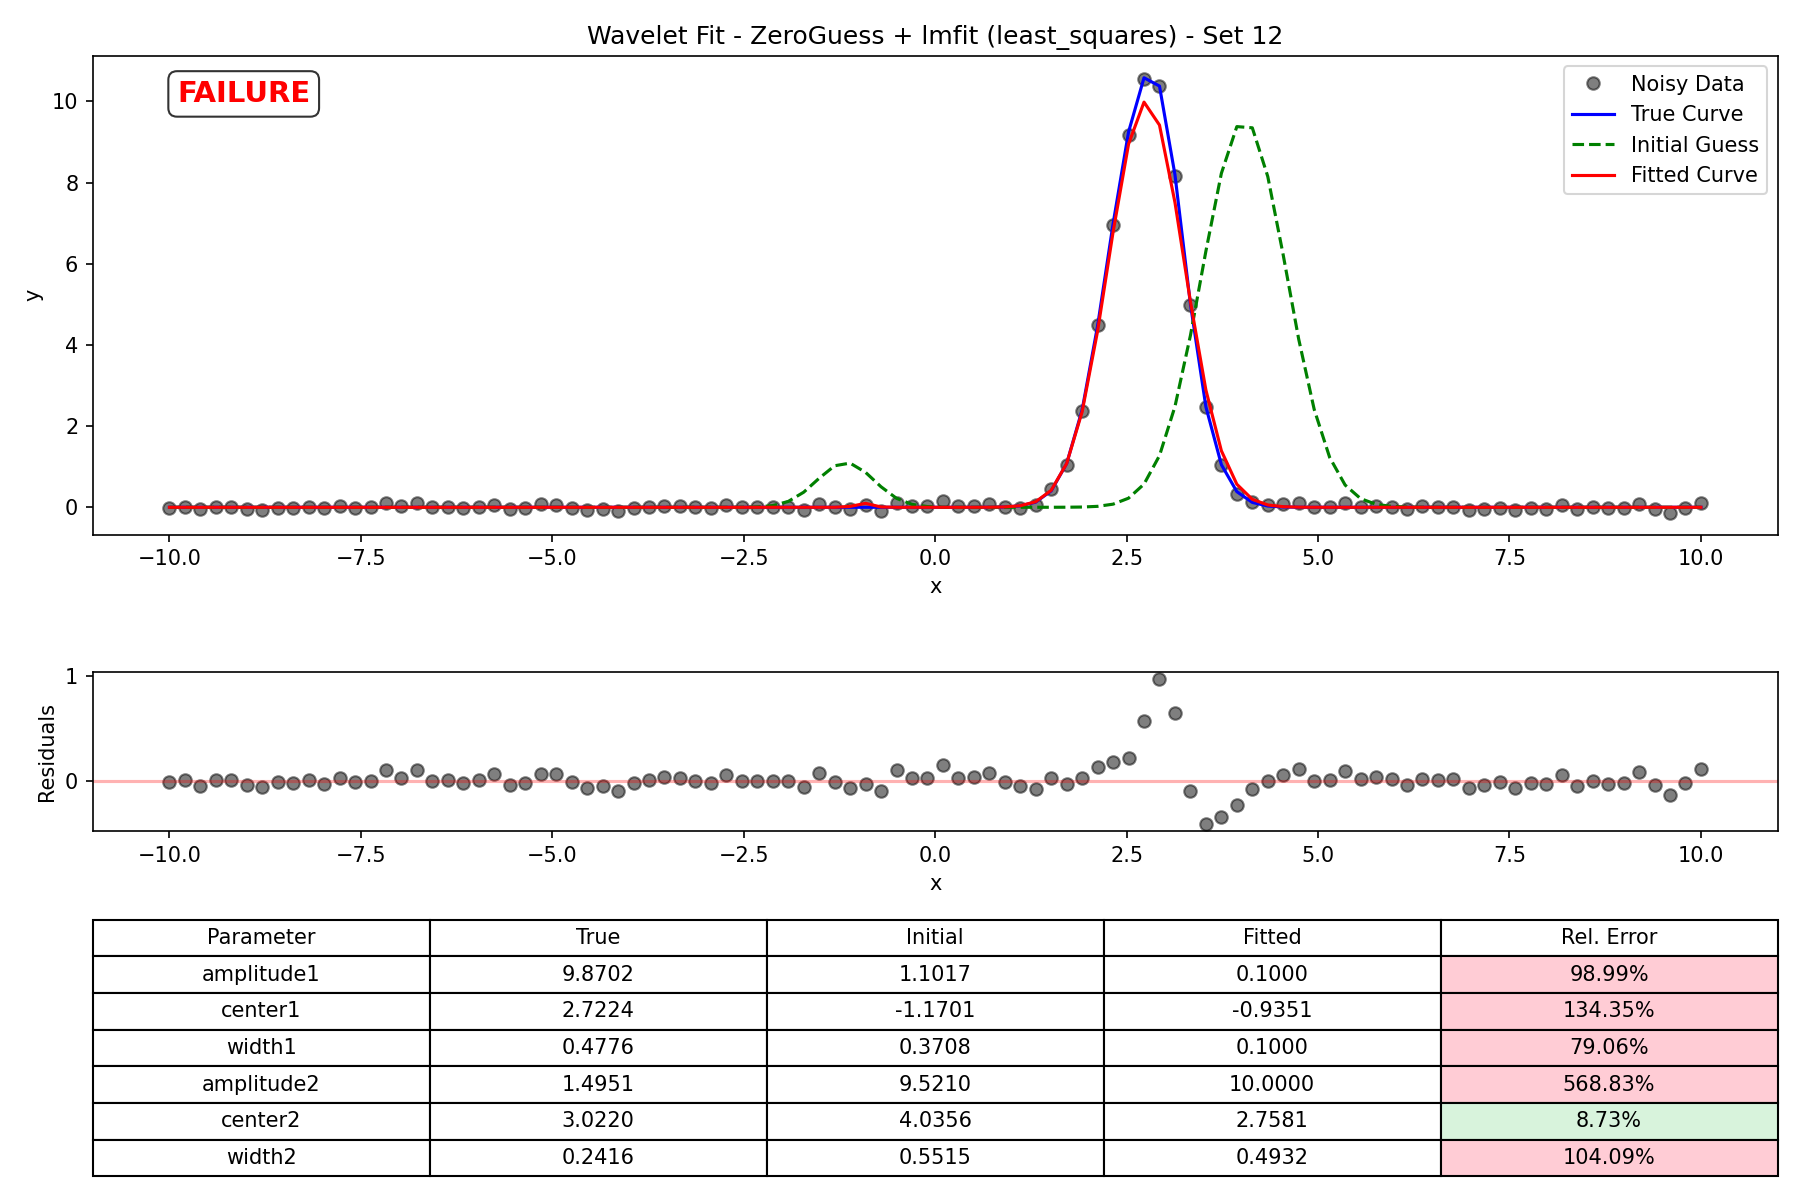 Wavelet Fit - ZeroGuess + lmfit (least_squares) - Set 12
FAILURE
Noisy Data
True Curve
Initial Guess
Fitted Curve
10
8
6
4
2
0
y
−10.0 −7.5 −5.0 −2.5 0.0 2.5 5.0 7.5 10.0
x
1
0
Residuals
−10.0 −7.5 −5.0 −2.5 0.0 2.5 5.0 7.5 10.0
x
Parameter True Initial Fitted Rel. Error
amplitude1 9.8702 1.1017 0.1000 98.99%
center1 2.7224 -1.1701 -0.9351 134.35%
width1 0.4776 0.3708 0.1000 79.06%
amplitude2 1.4951 9.5210 10.0000 568.83%
center2 3.0220 4.0356 2.7581 8.73%
width2 0.2416 0.5515 0.4932 104.09%